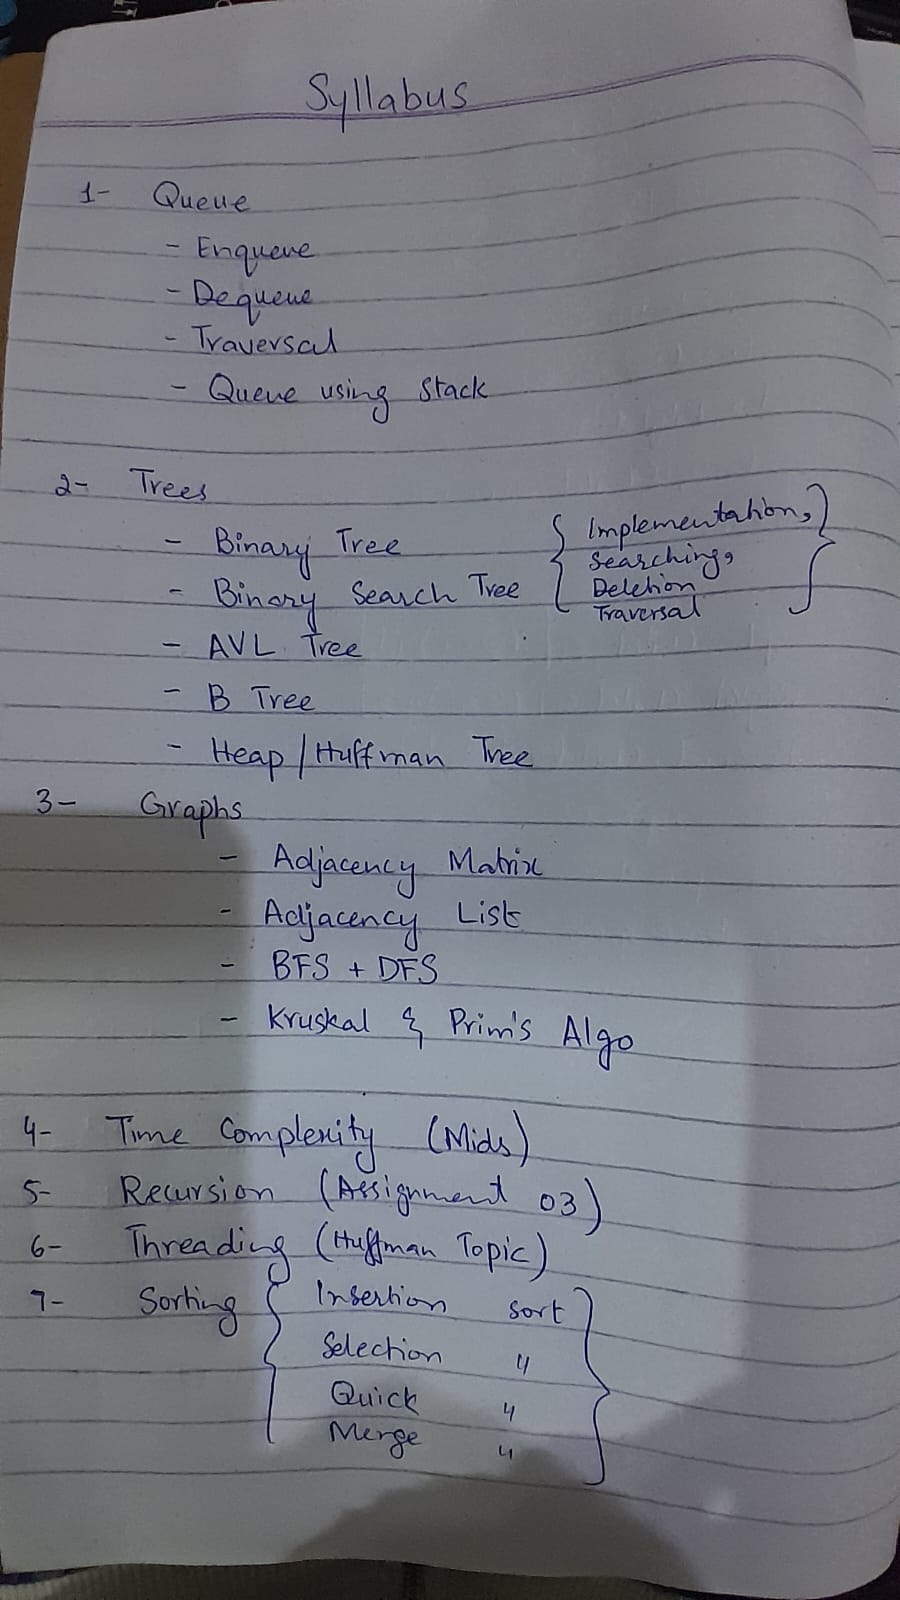 Syllabus
1- Queue
- Enqueue
- Dequeue
- Traversal
- Queue using Stack
2- Trees
- Binary Tree
- Binary Search Tree { Implementation, }
Searching,
Deletion
Traversal
- AVL Tree
- B Tree
- Heap / Huffman Tree
3- Graphs
- Adjacency Matrix
- Adjacency List
- BFS + DFS
- Kruskal & Prim's Algo
4- Time Complexity (Mids)
5- Recursion (Assignment 03)
6- Threading (Huffman Topic)
7- Sorting { Insertion sort }
Selection "
Quick "
Merge "